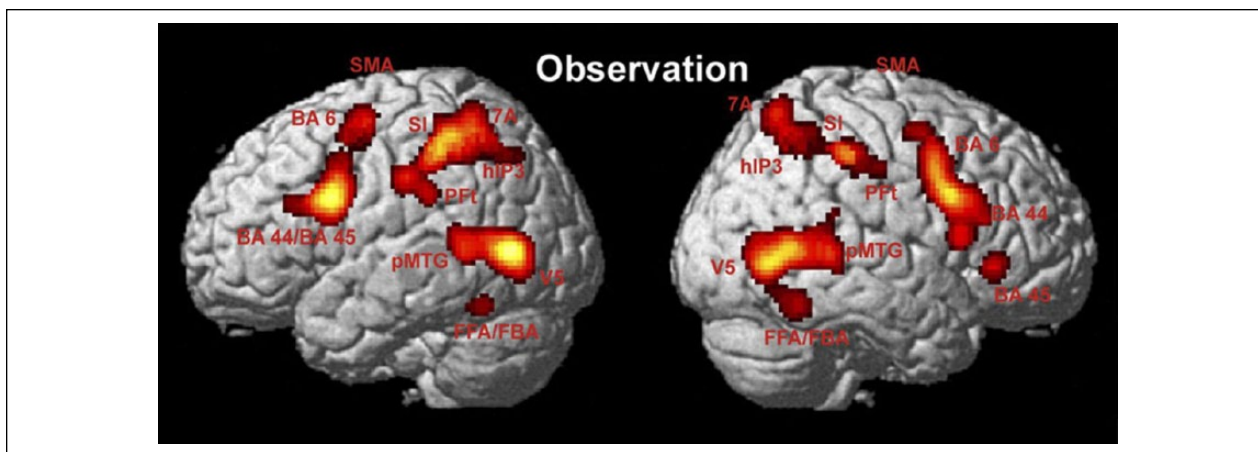 Observation
SMA
BA 6
SI
7A
hIP3
PFt
BA 44/BA 45
pMTG
V5
FFA/FBA
SMA
7A
SI
BA 6
hIP3
PFt
BA 44
V5
pMTG
BA 45
FFA/FBA